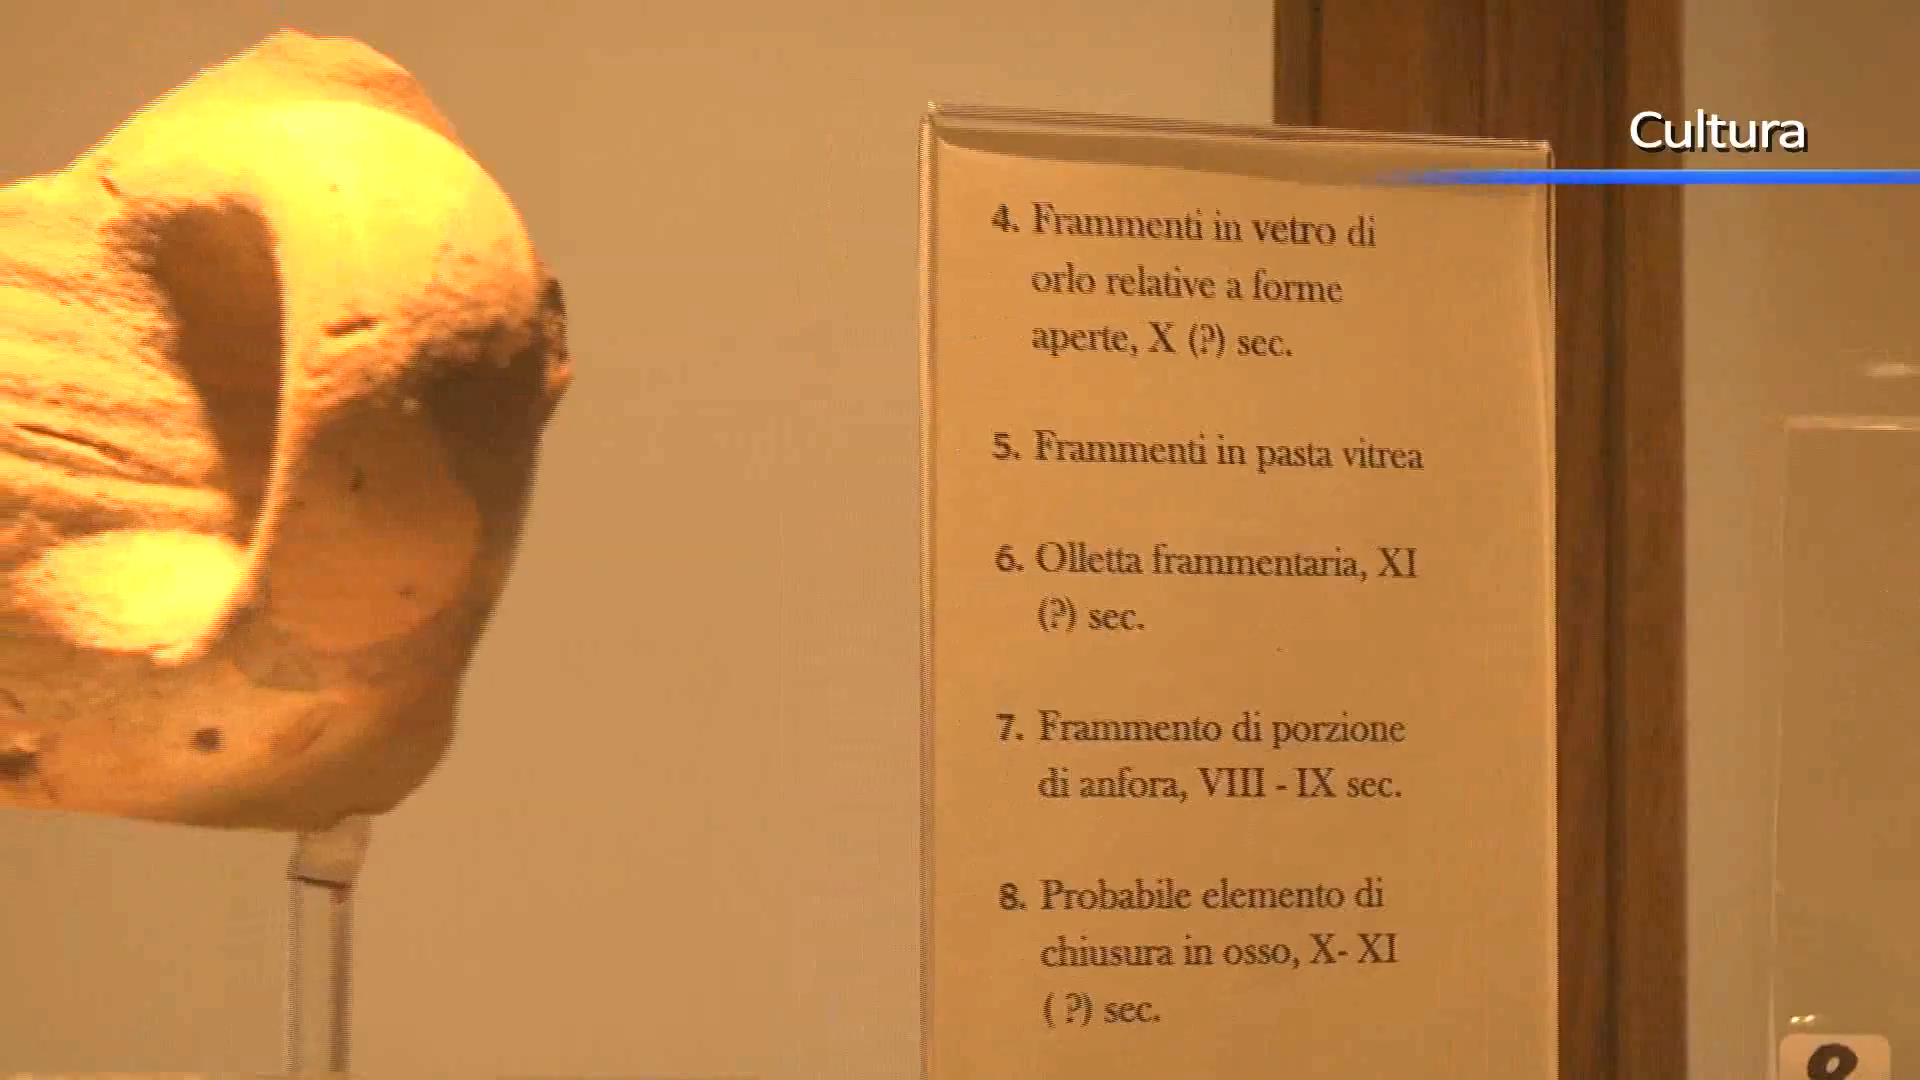 Cultura
4. Frammenti in vetro di
orlo relative a forme
aperte, X (?) sec.
5. Frammenti in pasta vitrea
6. Olletta frammentaria, XI
(?) sec.
7. Frammento di porzione
di anfora, VIII - IX sec.
8. Probabile elemento di
chiusura in osso, X- XI
( ?) sec.